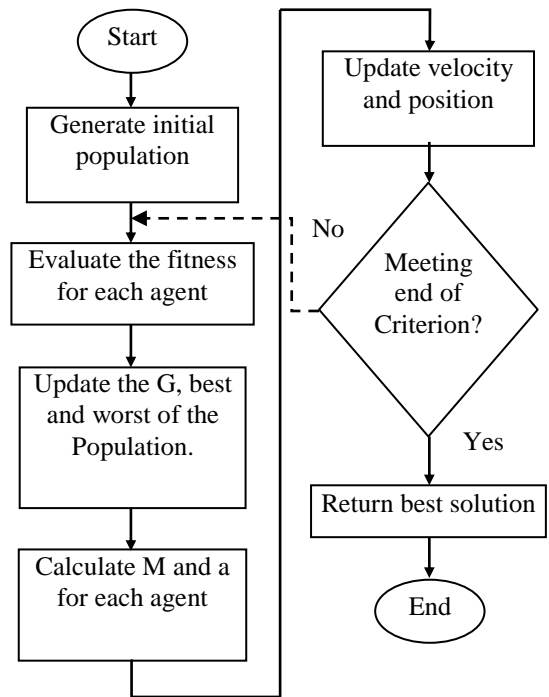 Start
Generate initial
population
Evaluate the fitness
for each agent
Update the G, best
and worst of the
Population.
Calculate M and a
for each agent
Update velocity
and position
No
Meeting
end of
Criterion?
Yes
Return best solution
End